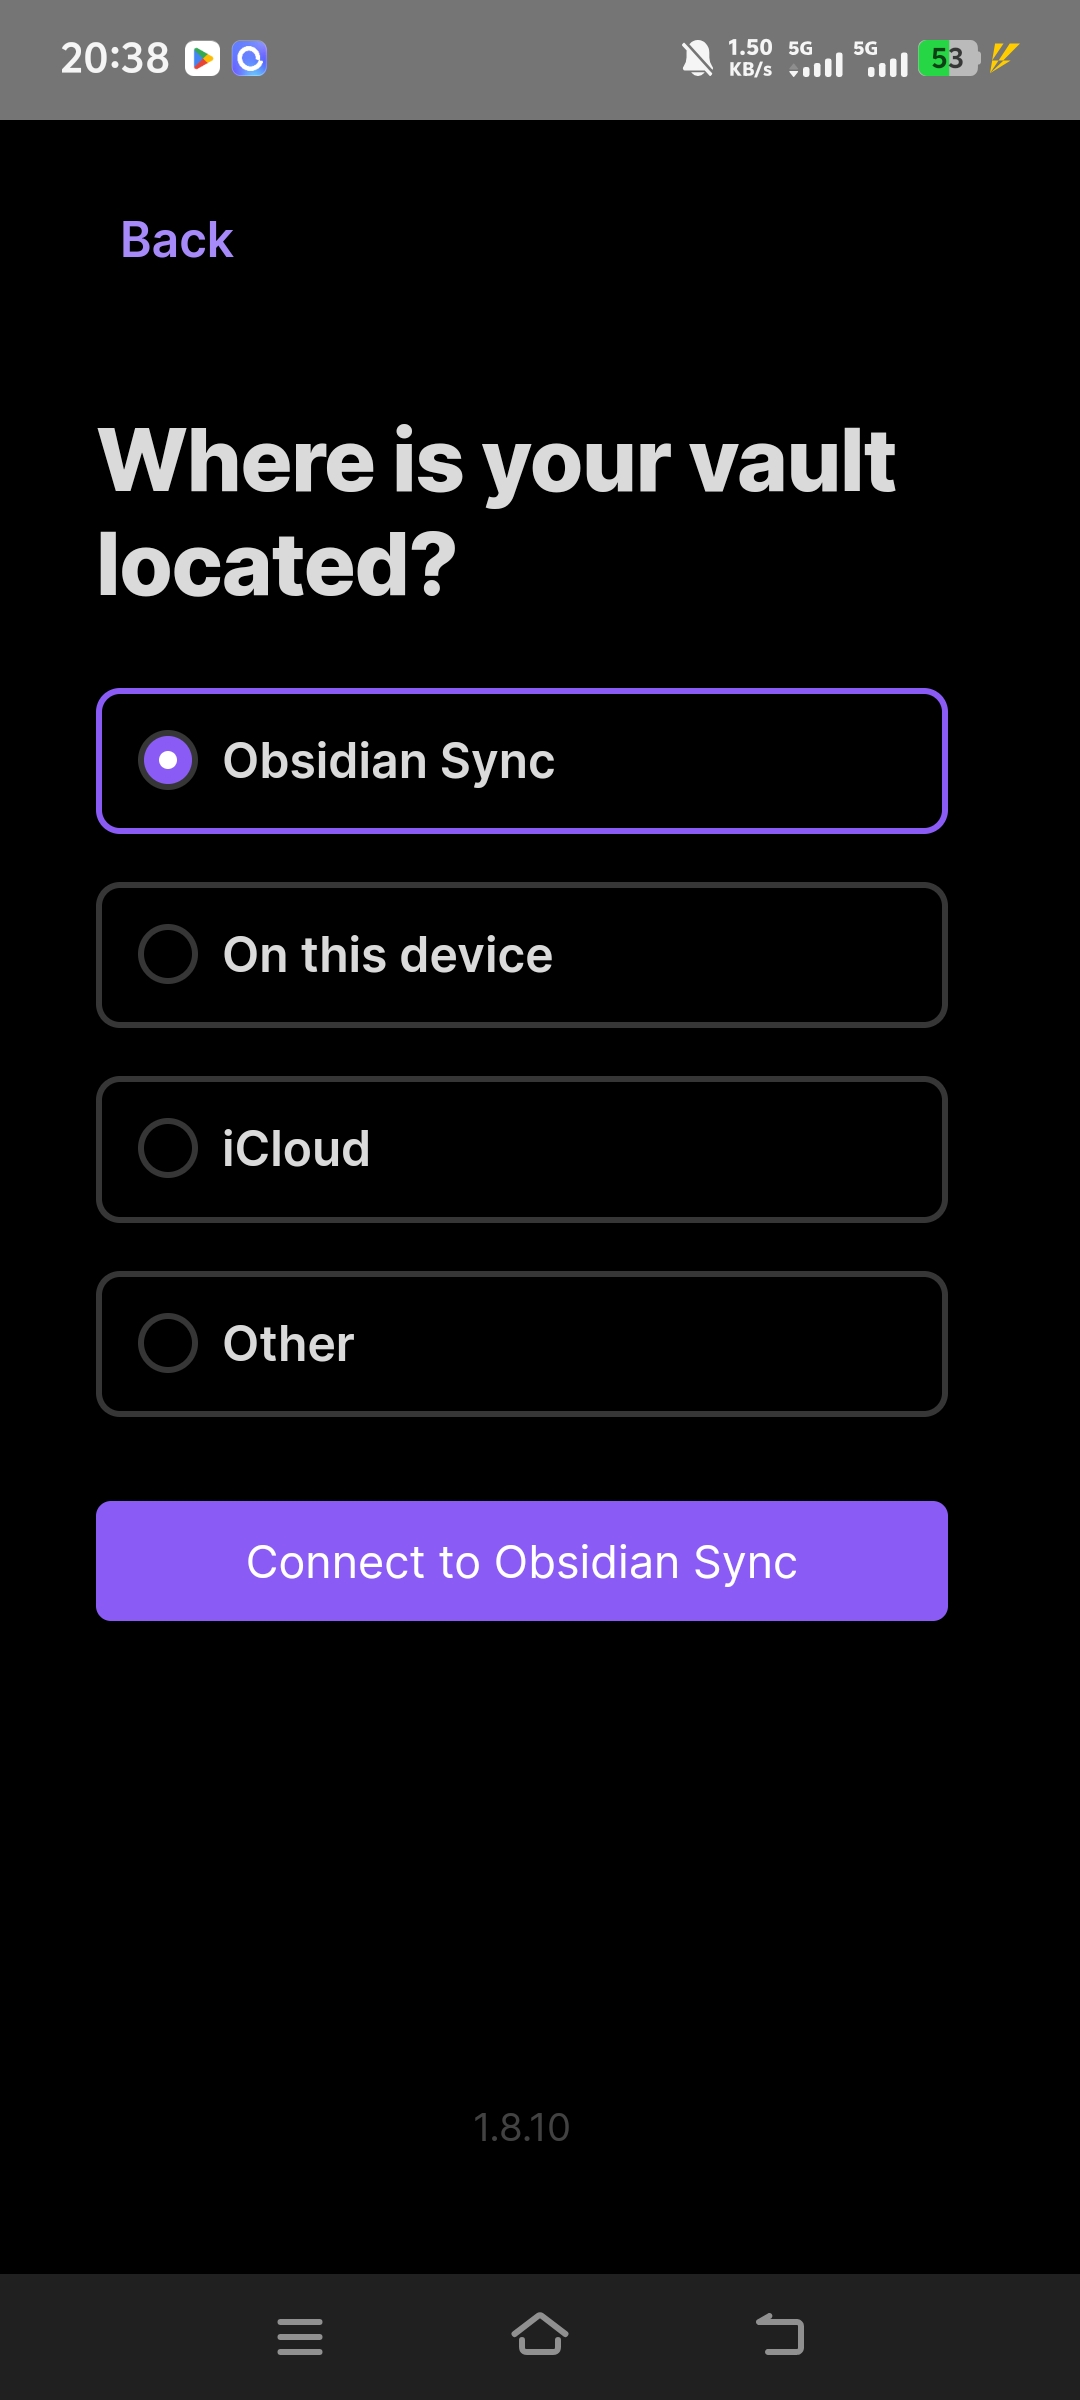 20:38
1.50
KB/s
5G
5G
53
Back
Where is your vault
located?
Obsidian Sync
On this device
iCloud
Other
Connect to Obsidian Sync
1.8.10